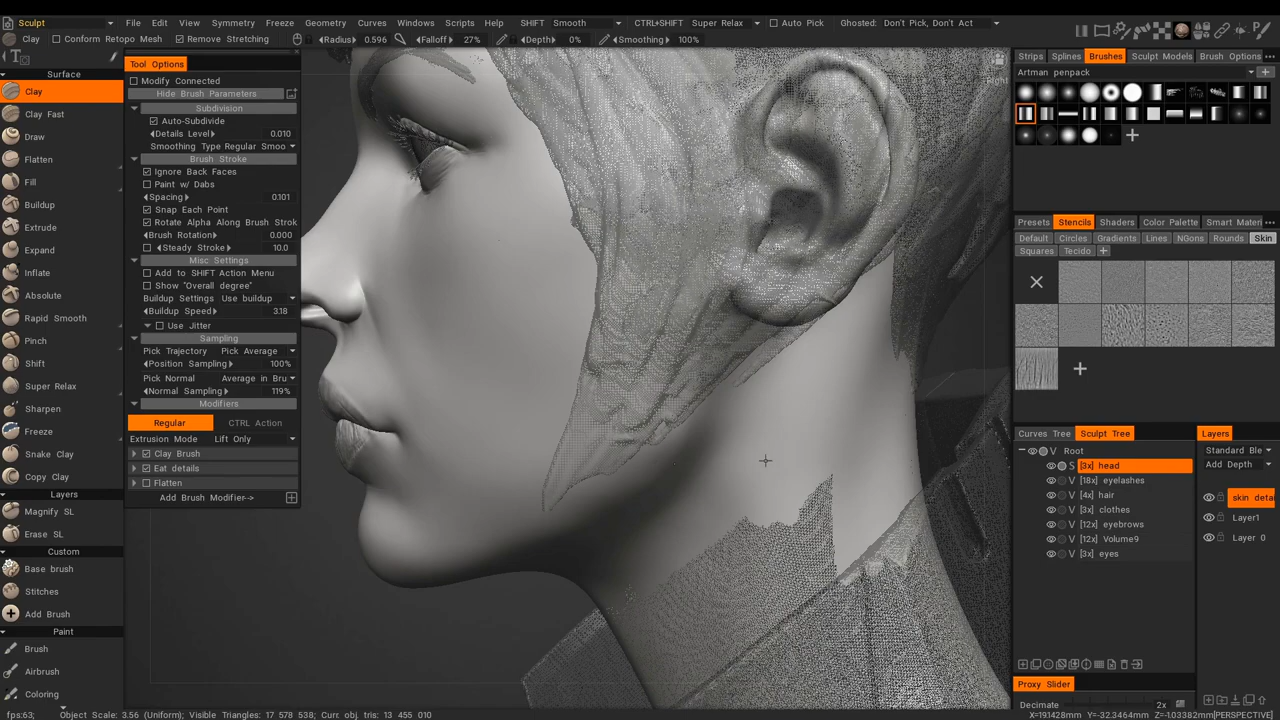 Sculpt File Edit View Symmetry Freeze Geometry Curves Windows Scripts Help SHIFT Smooth CTRL+SHIFT Super Relax Auto Pick Ghosted: Don't Pick, Don't Act
Clay Conform Retopo Mesh Remove Stretching Radius 0.596 Falloff 27% Depth 0% Smoothing 100%
Surface
Clay
Clay Fast
Draw
Flatten
Fill
Buildup
Extrude
Expand
Inflate
Absolute
Rapid Smooth
Pinch
Shift
Super Relax
Sharpen
Freeze
Snake Clay
Copy Clay
Layers
Magnify SL
Erase SL
Custom
Base brush
Stitches
Add Brush
Paint
Brush
Airbrush
Coloring
Tool Options
Modify Connected
Hide Brush Parameters
Subdivision
Auto-Subdivide
Details Level 0.010
Smoothing Type Regular Smoo
Brush Stroke
Ignore Back Faces
Paint w/ Dabs
Spacing 0.101
Snap Each Point
Rotate Alpha Along Brush Strok
Brush Rotation 0.000
Steady Stroke 10.0
Misc Settings
Add to SHIFT Action Menu
Show "Overall degree"
Buildup Settings Use buildup
Buildup Speed 3.18
Use Jitter
Sampling
Pick Trajectory Pick Average
Position Sampling 100%
Pick Normal Average in Bru
Normal Sampling 119%
Modifiers
Regular CTRL Action
Extrusion Mode Lift Only
Clay Brush
Eat details
Flatten
Add Brush Modifier-->
Right
Strips Splines Brushes Sculpt Models Brush Options
Artman penpack
Presets Stencils Shaders Color Palette Smart Materi
Default Circles Gradients Lines NGons Rounds Skin
Squares Tecido
Curves Tree Sculpt Tree
V Root
S [3x] head
V [18x] eyelashes
V [4x] hair
V [3x] clothes
V [12x] eyebrows
V [12x] Volume9
V [3x] eyes
Layers
Standard Ble
Add Depth
skin detai
Layer1
Layer 0
Proxy Slider
Decimate 2x
fps:63; Object Scale: 3.56 (Uniform); Visible Triangles: 17 578 538; Curr. obj. tris: 13 455 010 X=19.1428mm Y=-32.3464mm Z=-1.03382mm[PERSPECTIVE]